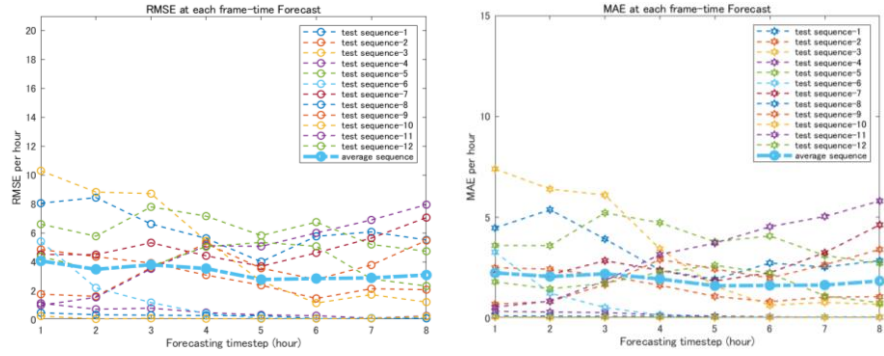 RMSE at each frame-time Forecast
20
18
16
14
12
10
8
6
4
2
0
RMSE per hour
1 2 3 4 5 6 7 8
Forecasting timestep (hour)
test sequence-1
test sequence-2
test sequence-3
test sequence-4
test sequence-5
test sequence-6
test sequence-7
test sequence-8
test sequence-9
test sequence-10
test sequence-11
test sequence-12
average sequence
MAE at each frame-time Forecast
15
10
5
0
MAE per hour
1 2 3 4 5 6 7 8
Forecasting timestep (hour)
test sequence-1
test sequence-2
test sequence-3
test sequence-4
test sequence-5
test sequence-6
test sequence-7
test sequence-8
test sequence-9
test sequence-10
test sequence-11
test sequence-12
average sequence